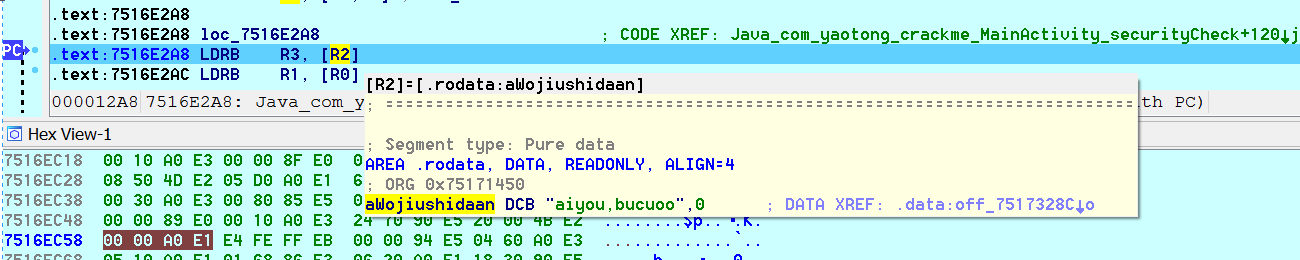 .text:7516E2A8
.text:7516E2A8 loc_7516E2A8 ; CODE XREF: Java_com_yaotong_crackme_MainActivity_securityCheck+120↓j
PC .text:7516E2A8 LDRB R3, [R2]
.text:7516E2AC LDRB R1, [R0]
[R2]=[.rodata:aWojiushidaan]
000012A8 7516E2A8: Java_com_y th PC)
; ==========================================================================
Hex View-1
; Segment type: Pure data
7516EC18 00 10 A0 E3 00 00 8F E0
AREA .rodata, DATA, READONLY, ALIGN=4
7516EC28 08 50 4D E2 05 D0 A0 E1 6
; ORG 0x75171450
7516EC38 00 30 A0 E3 00 80 85 E5
aWojiushidaan DCB "aiyou,bucuoo",0 ; DATA XREF: .data:off_7517328C↓o
7516EC48 00 00 89 E0 00 10 A0 E3 24 70 90 E5 20 00 4B E2
7516EC58 00 00 A0 E1 E4 FE FF EB 00 00 94 E5 04 60 A0 E3